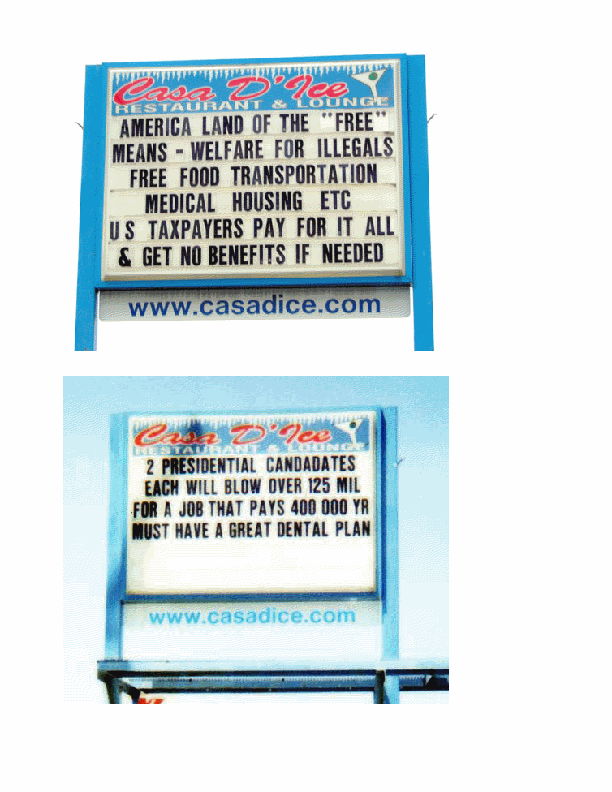 Casa D'Ice
RESTAURANT & LOUNGE
AMERICA LAND OF THE "FREE"
MEANS - WELFARE FOR ILLEGALS
FREE FOOD TRANSPORTATION
MEDICAL HOUSING ETC
US TAXPAYERS PAY FOR IT ALL
& GET NO BENEFITS IF NEEDED
www.casadice.com
Casa D'Ice
RESTAURANT & LOUNGE
2 PRESIDENTIAL CANDADATES
EACH WILL BLOW OVER 125 MIL
FOR A JOB THAT PAYS 400 000 YR
MUST HAVE A GREAT DENTAL PLAN
www.casadice.com